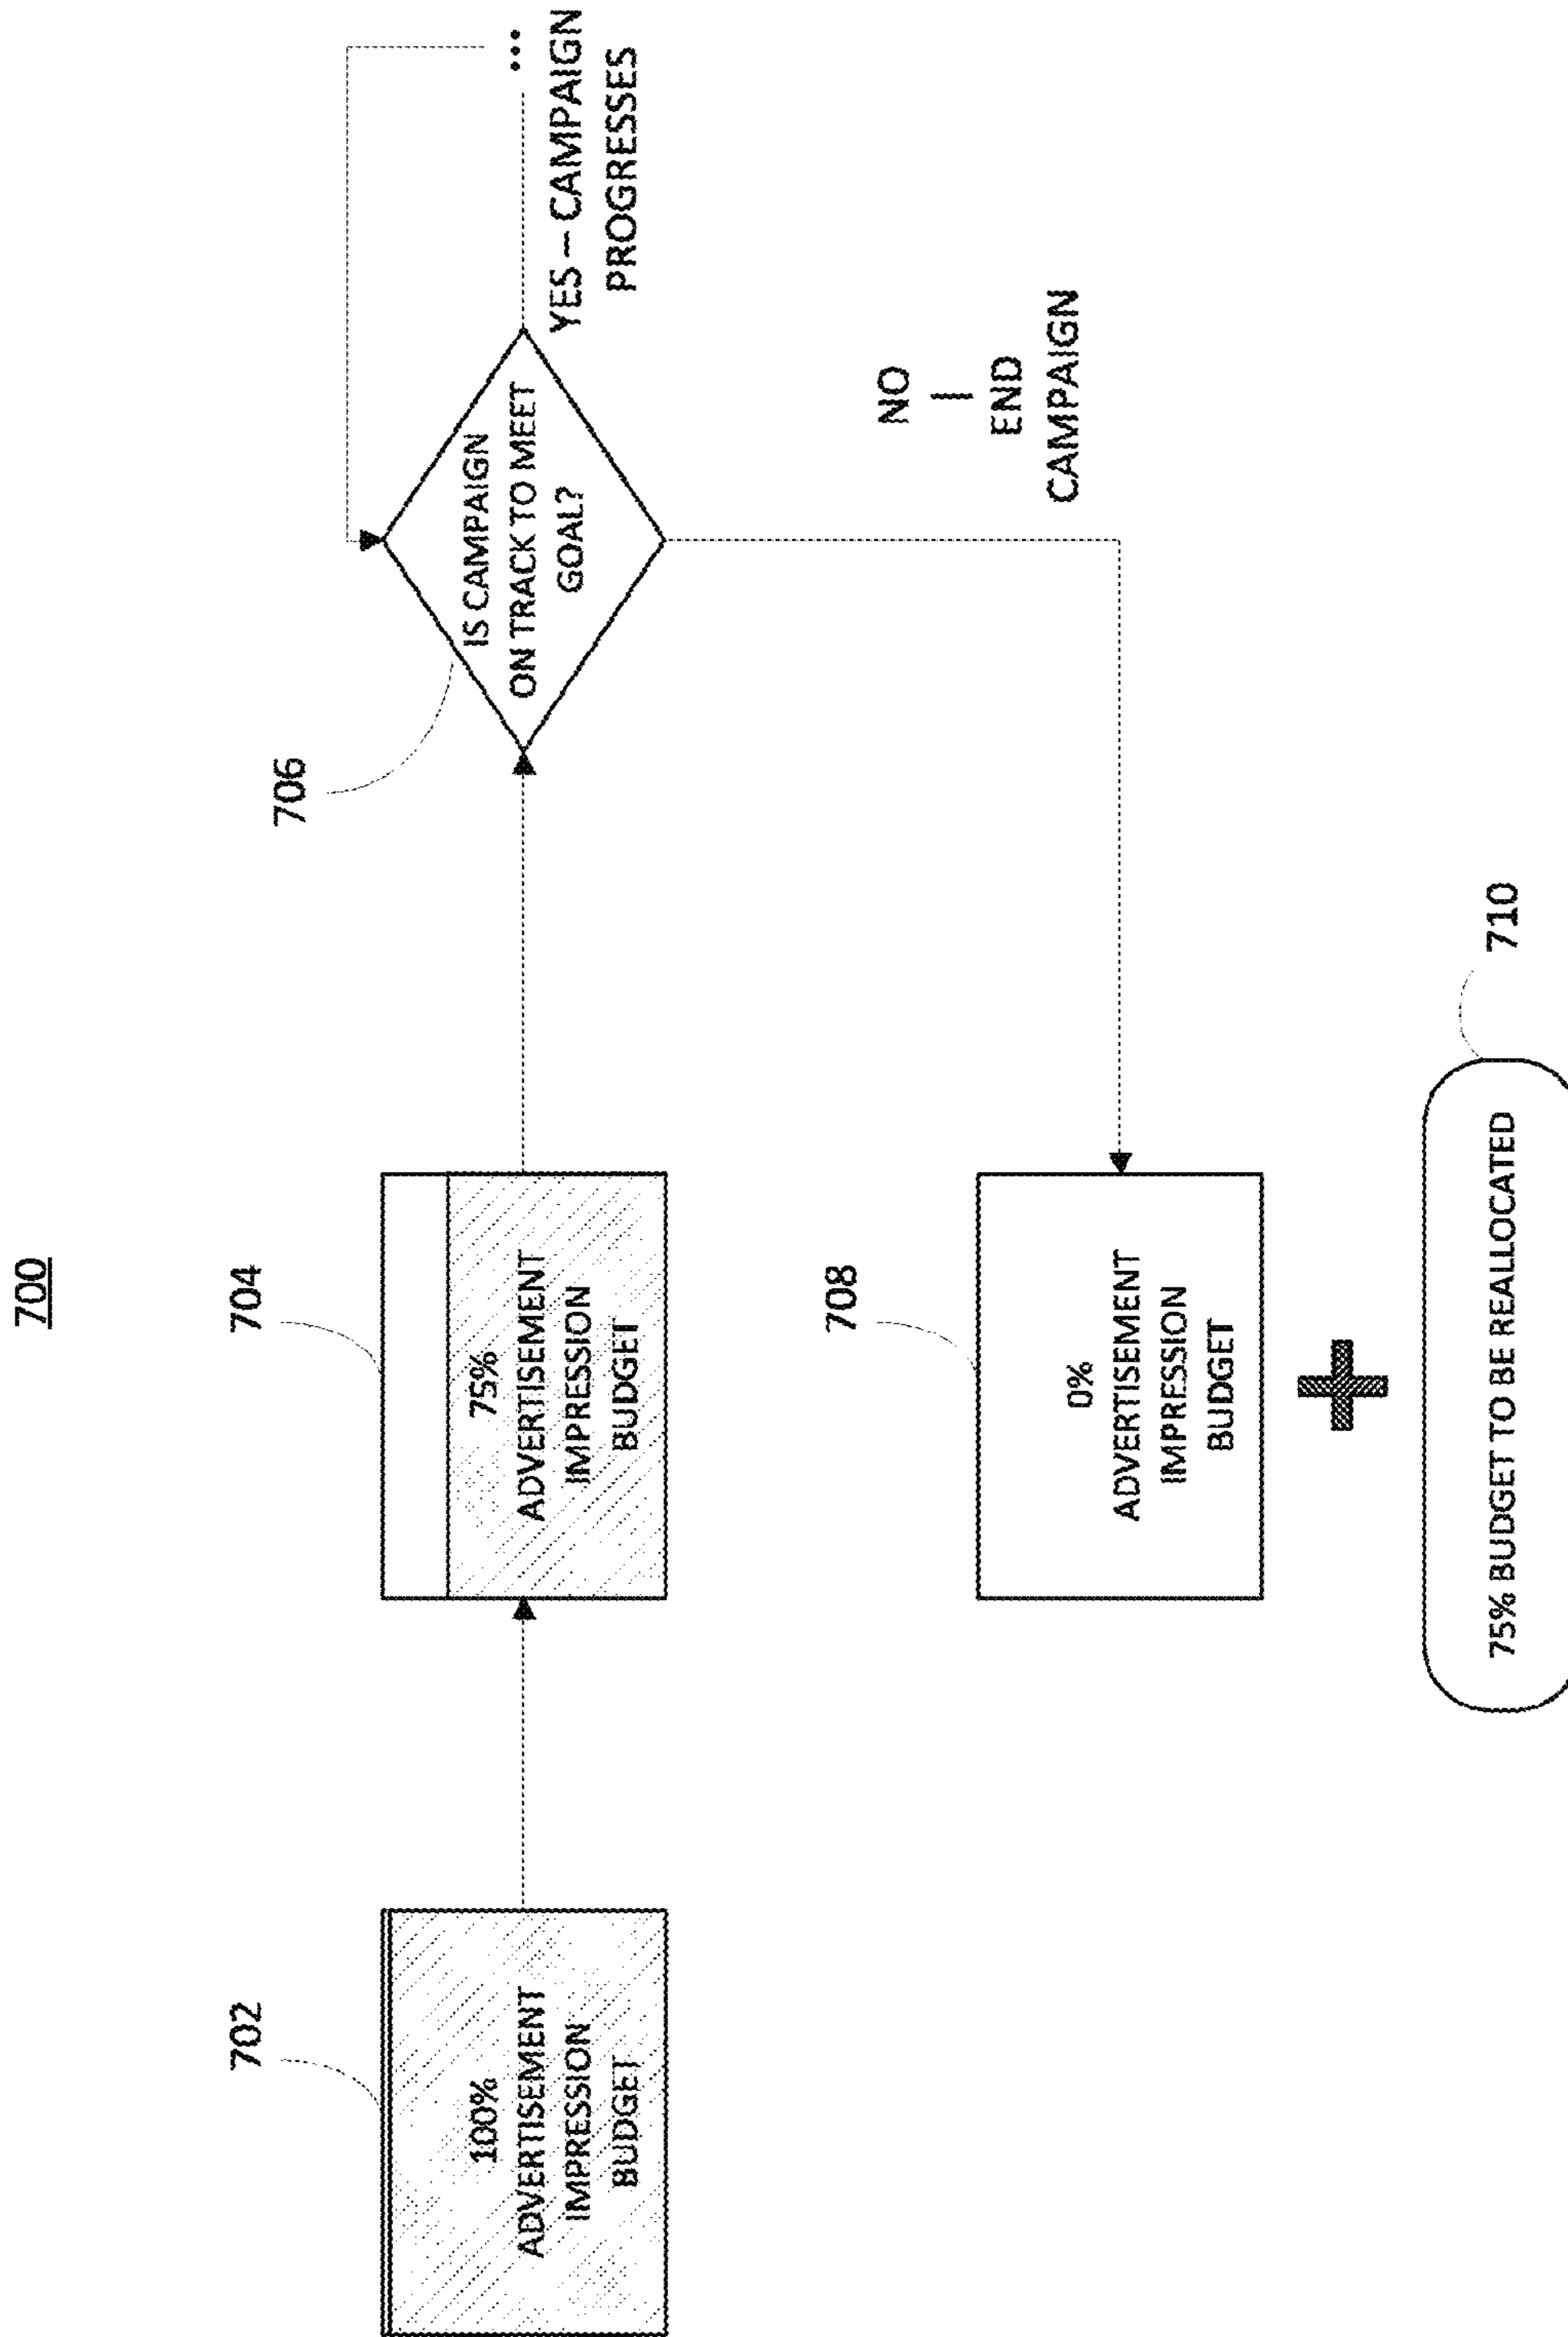 700
702
100%
ADVERTISEMENT
IMPRESSION
BUDGET
704
75%
ADVERTISEMENT
IMPRESSION
BUDGET
706
IS CAMPAIGN
ON TRACK TO MEET
GOAL?
...
YES – CAMPAIGN
PROGRESSES
NO
|
END
CAMPAIGN
708
0%
ADVERTISEMENT
IMPRESSION
BUDGET
+
710
75% BUDGET TO BE REALLOCATED